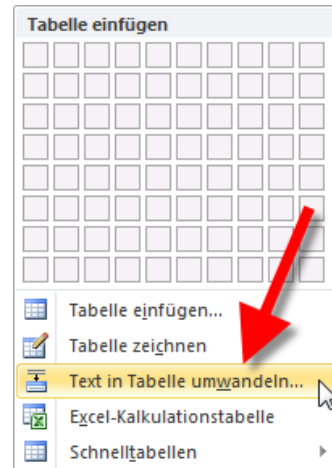 Tabelle einfügen
Tabelle einfügen...
Tabelle zeichnen
Text in Tabelle umwandeln...
Excel-Kalkulationstabelle
Schnelltabellen